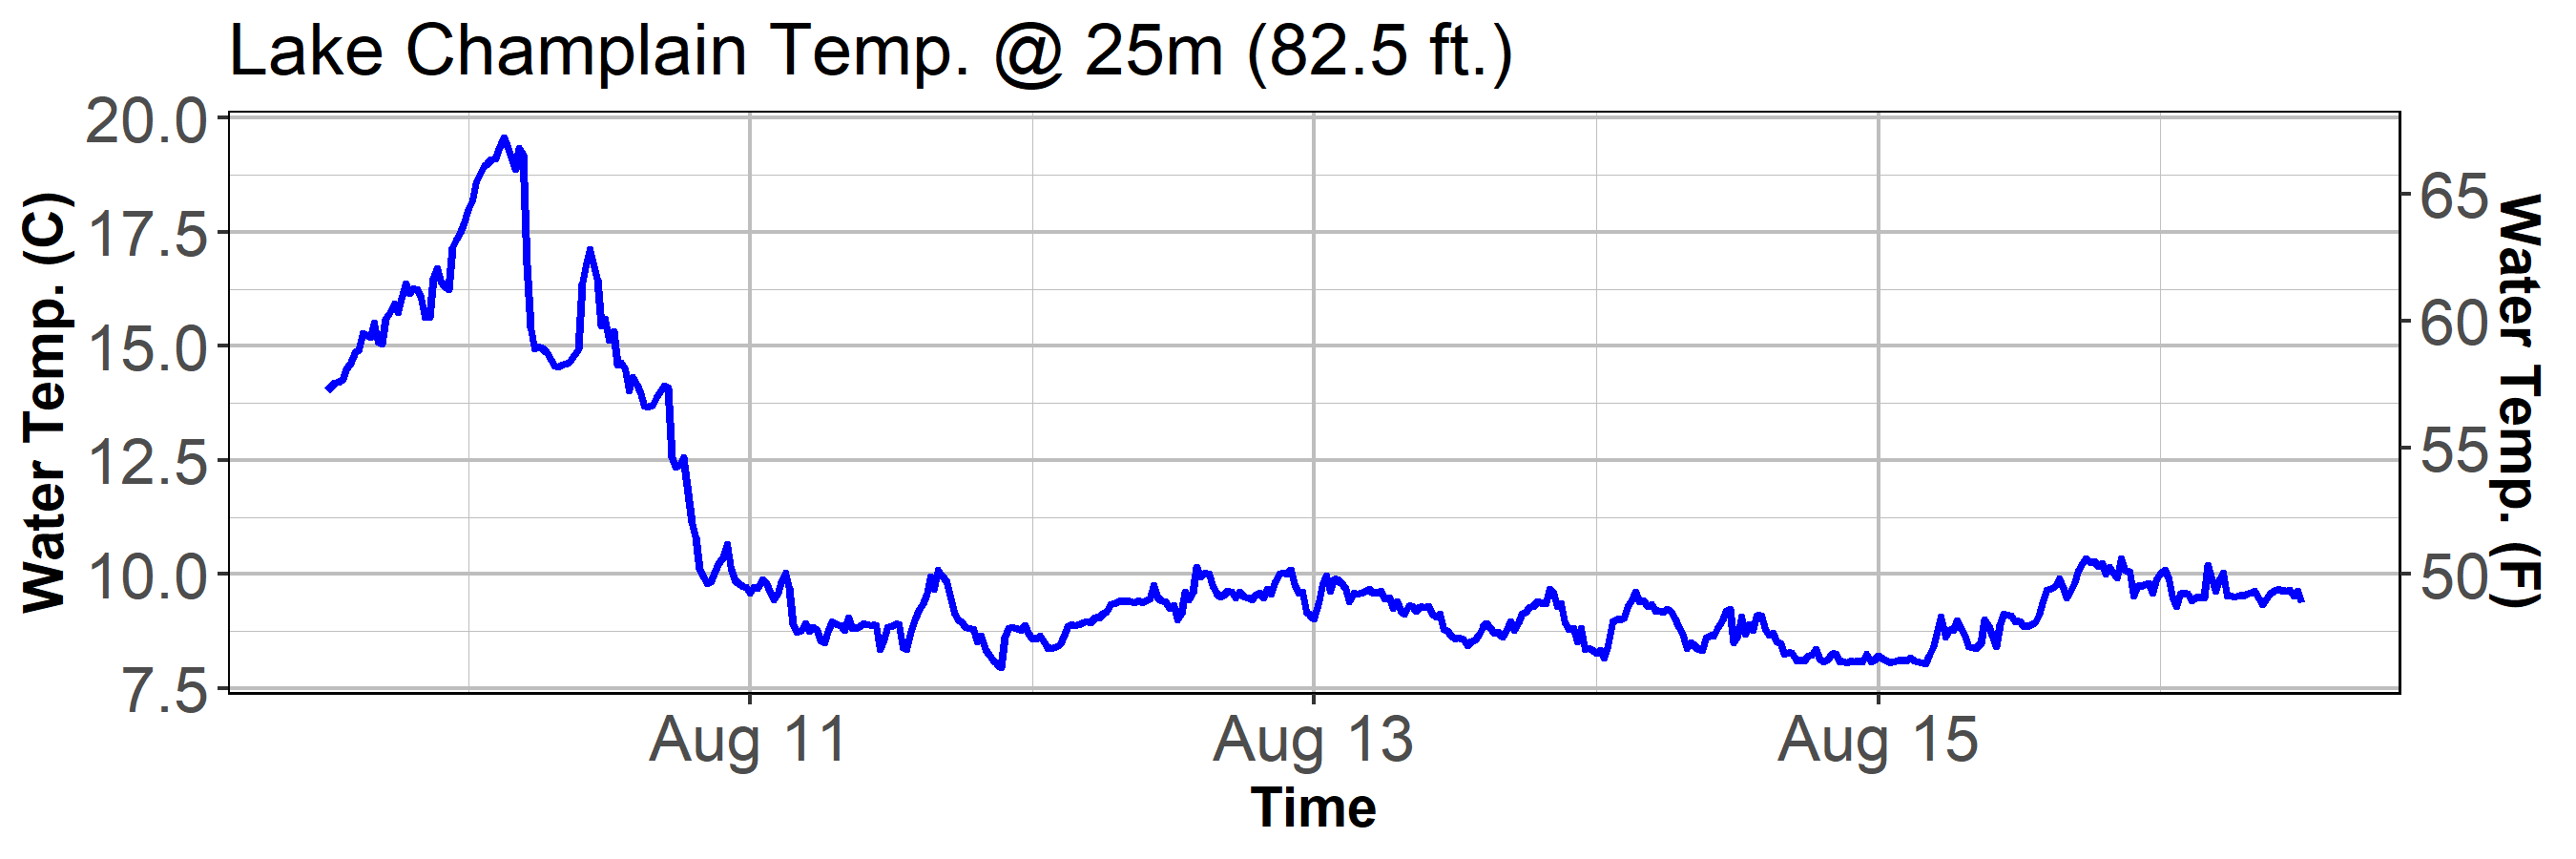 Lake Champlain Temp. @ 25m (82.5 ft.)
Water Temp. (C)
20.0
17.5
15.0
12.5
10.0
7.5
65
60
55
50
Water Temp. (F)
Aug 11
Aug 13
Aug 15
Time